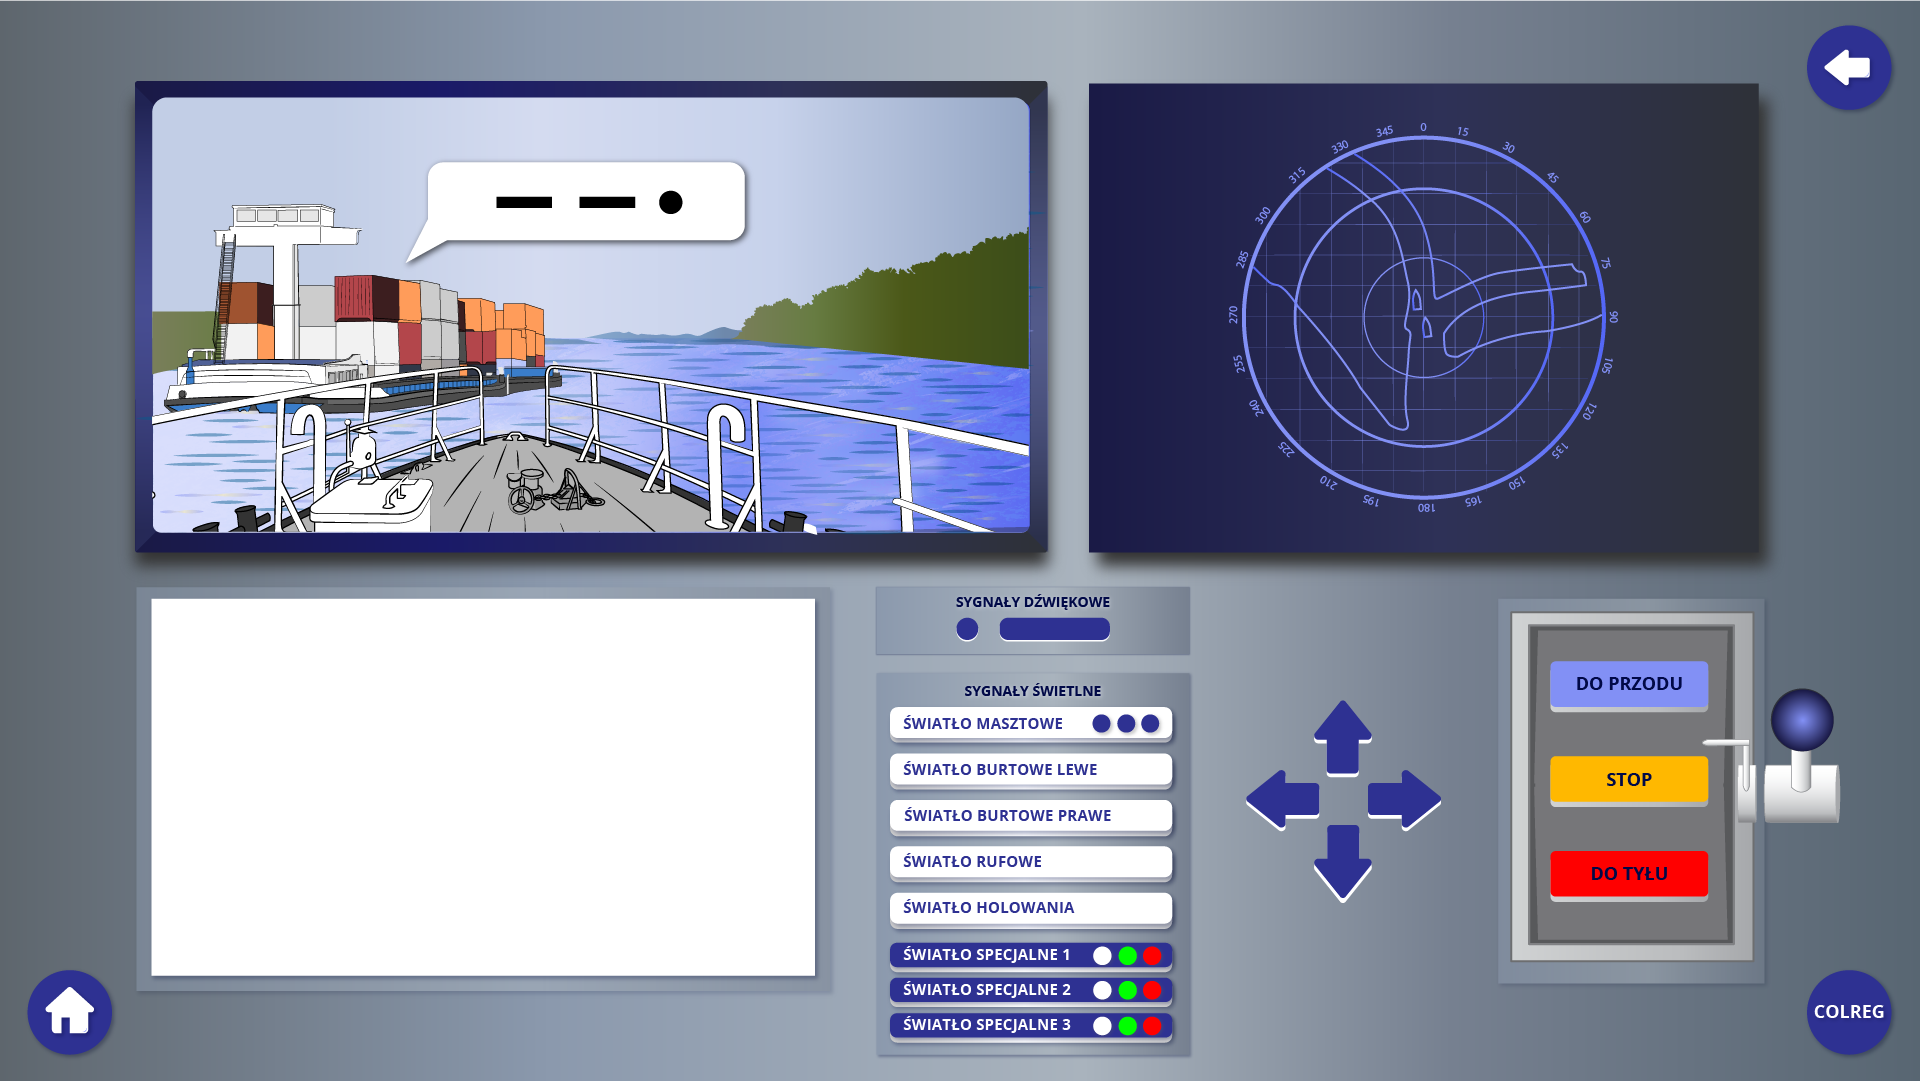 0
15
30
45
60
75
90
105
120
135
150
165
180
195
210
225
240
255
270
285
300
315
330
345
SYGNAŁY DŹWIĘKOWE
SYGNAŁY ŚWIETLNE
ŚWIATŁO MASZTOWE
ŚWIATŁO BURTOWE LEWE
ŚWIATŁO BURTOWE PRAWE
ŚWIATŁO RUFOWE
ŚWIATŁO HOLOWANIA
ŚWIATŁO SPECJALNE 1
ŚWIATŁO SPECJALNE 2
ŚWIATŁO SPECJALNE 3
DO PRZODU
STOP
DO TYŁU
COLREG